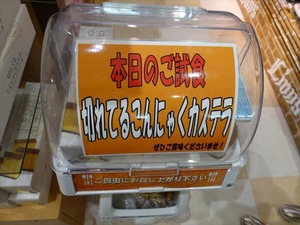 本日のご試食
切れてるこんにゃくカステラ
ぜひご賞味くださいませ！
ご自由にお召し上がり下さい